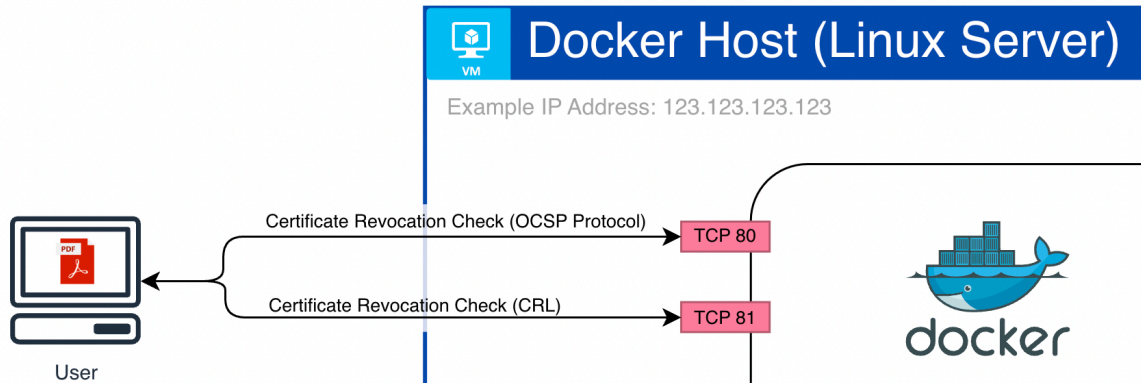 Docker Host (Linux Server)
VM
Example IP Address: 123.123.123.123
Certificate Revocation Check (OCSP Protocol)
TCP 80
PDF
Certificate Revocation Check (CRL)
TCP 81
docker
User